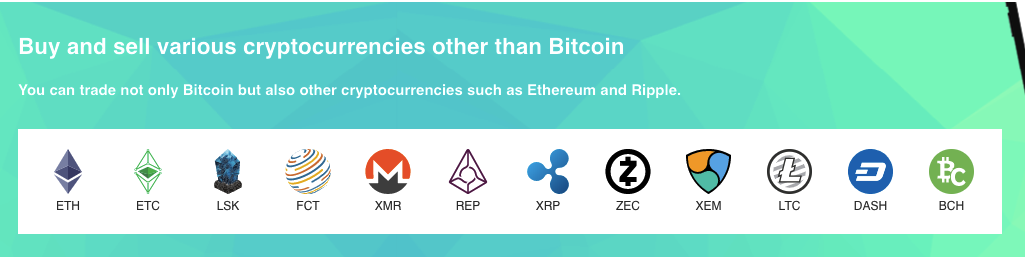 Buy and sell various cryptocurrencies other than Bitcoin
You can trade not only Bitcoin but also other cryptocurrencies such as Ethereum and Ripple.
ETH ETC LSK FCT XMR REP XRP ZEC XEM LTC DASH BCH